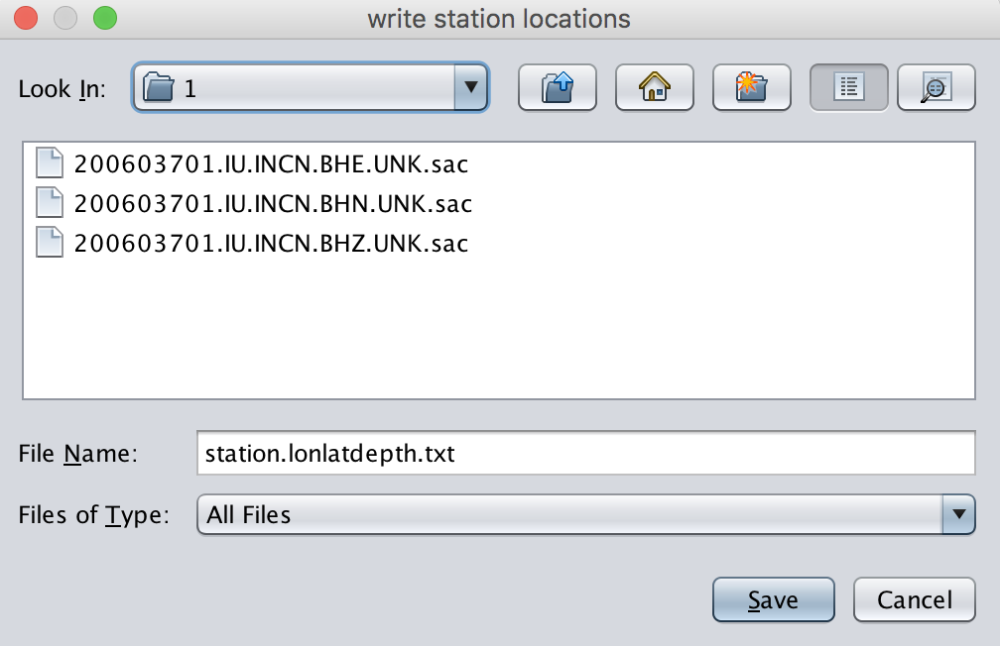 write station locations
Look In: 1
200603701.IU.INCN.BHE.UNK.sac
200603701.IU.INCN.BHN.UNK.sac
200603701.IU.INCN.BHZ.UNK.sac
File Name: station.lonlatdepth.txt
Files of Type: All Files
Save Cancel